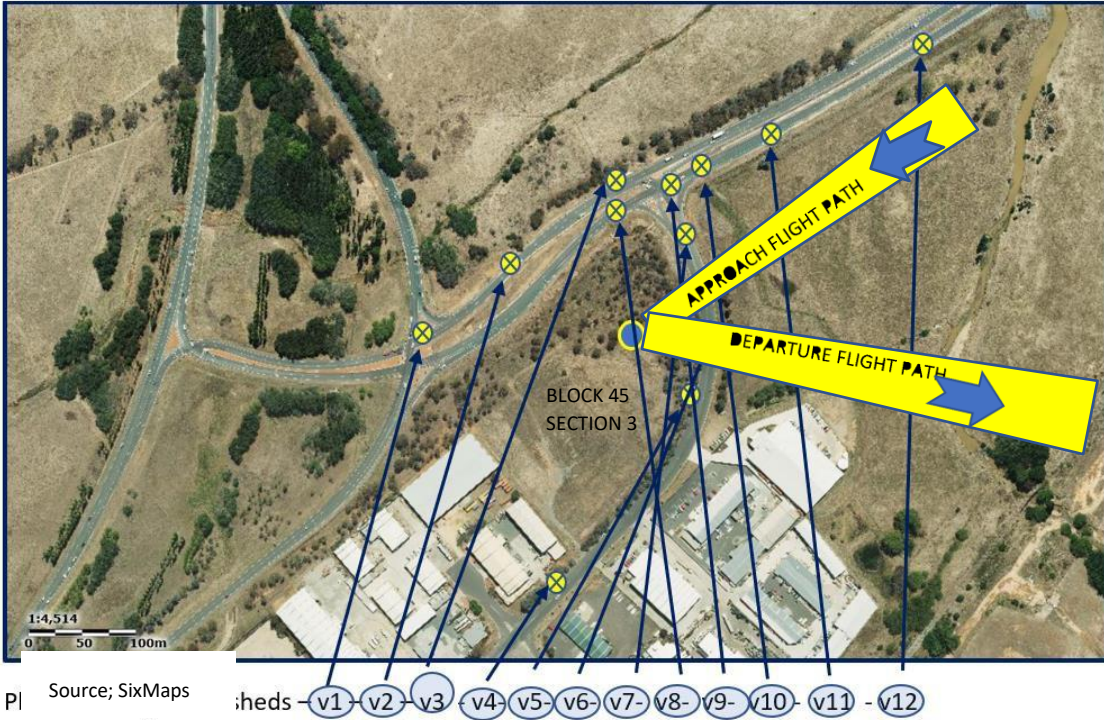 APPROACH FLIGHT PATH
DEPARTURE FLIGHT PATH
BLOCK 45
SECTION 3
1:4,514
0 50 100m
Source; SixMaps
Pl sheds - v1 - v2 - v3 - v4- v5- v6- v7- v8- v9- v10- v11 - v12